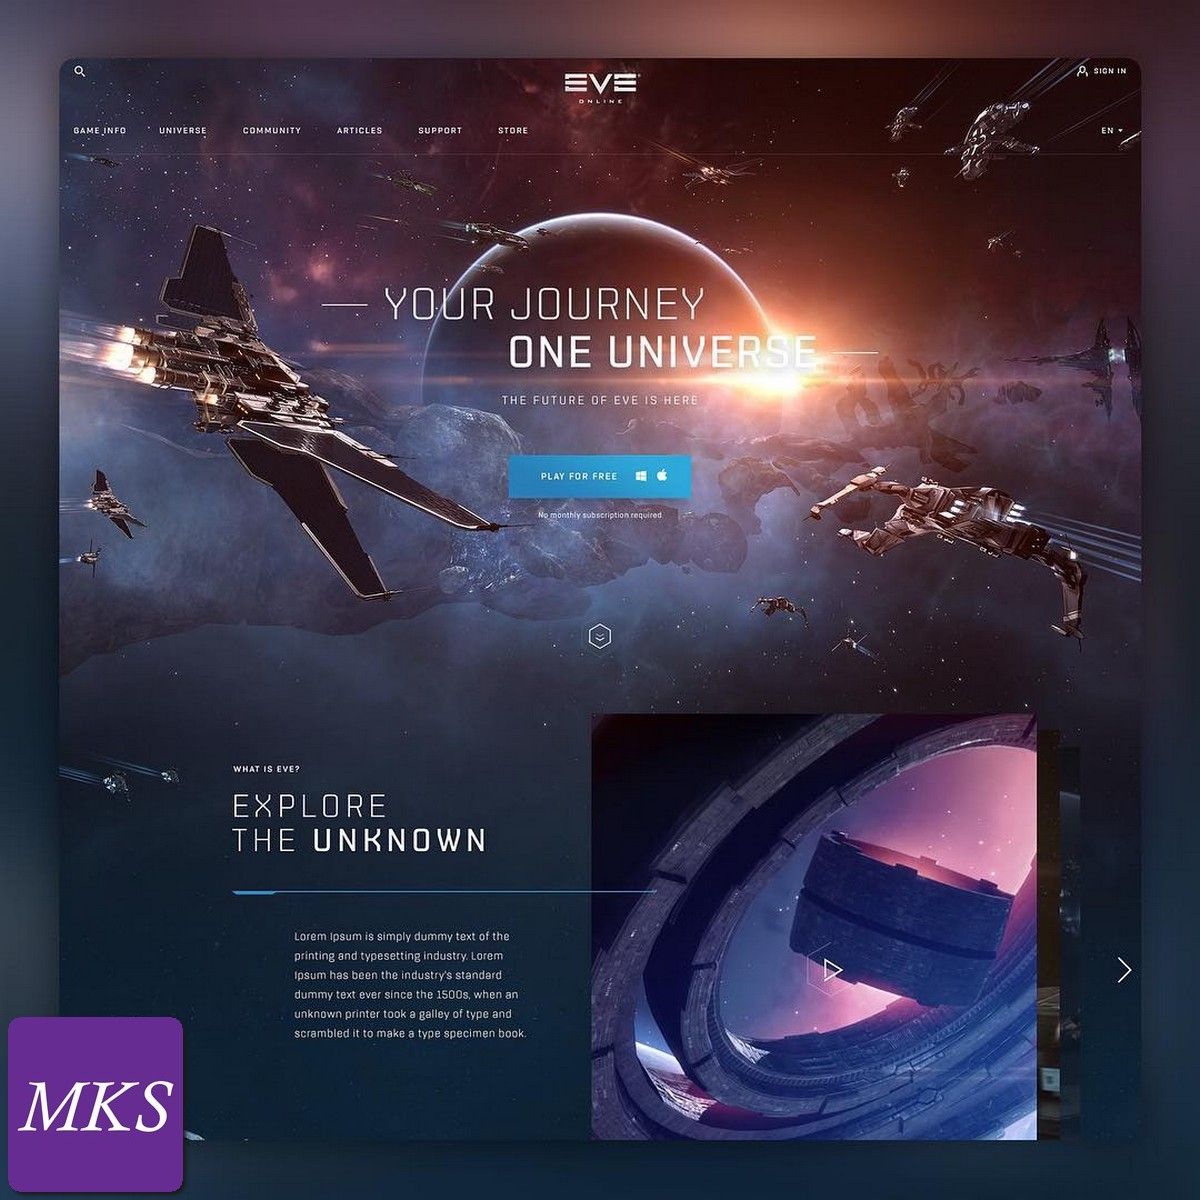 EVE
ONLINE
SIGN IN
GAME INFO UNIVERSE COMMUNITY ARTICLES SUPPORT STORE EN
YOUR JOURNEY
ONE UNIVERSE
THE FUTURE OF EVE IS HERE
PLAY FOR FREE
No monthly subscription required
WHAT IS EVE?
EXPLORE
THE UNKNOWN
Lorem Ipsum is simply dummy text of the
printing and typesetting industry. Lorem
Ipsum has been the industry's standard
dummy text ever since the 1500s, when an
unknown printer took a galley of type and
scrambled it to make a type specimen book.
MKS